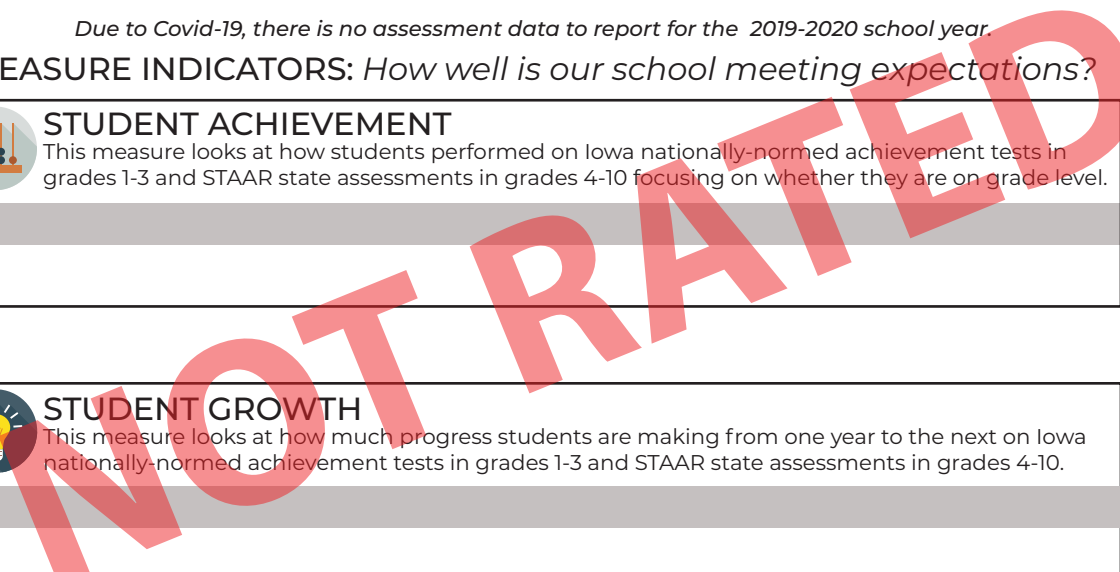 Due to Covid-19, there is no assessment data to report for the 2019-2020 school year.
EASURE INDICATORS: How well is our school meeting expectations?
STUDENT ACHIEVEMENT
This measure looks at how students performed on Iowa nationally-normed achievement tests in
grades 1-3 and STAAR state assessments in grades 4-10 focusing on whether they are on grade level.
NOT RATED
STUDENT GROWTH
This measure looks at how much progress students are making from one year to the next on Iowa
nationally-normed achievement tests in grades 1-3 and STAAR state assessments in grades 4-10.